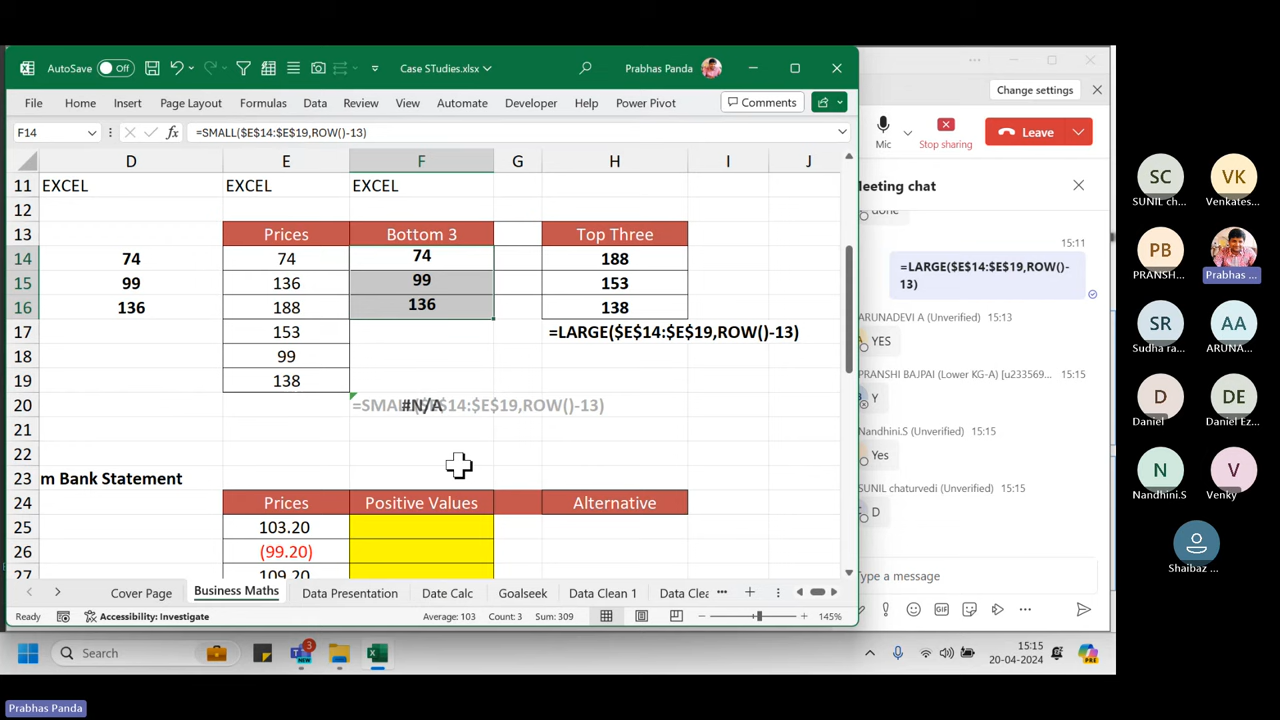 AutoSave Off Case STudies.xlsx Prabhas Panda
File Home Insert Page Layout Formulas Data Review View Automate Developer Help Power Pivot Comments
F14 fx =SMALL($E$14:$E$19,ROW()-13)
D E F G H I J
11 EXCEL EXCEL EXCEL
12
13 Prices Bottom 3 Top Three
14 74 74 74 188
15 99 136 99 153
16 136 188 136 138
17 153 =LARGE($E$14:$E$19,ROW()-13)
18 99
19 138
20 #N/A $14:$E$19,ROW()-13)
21
22
23 m Bank Statement
24 Prices Positive Values Alternative
25 103.20
26 (99.20)
27 109.20
Cover Page Business Maths Data Presentation Date Calc Goalseek Data Clean 1 Data Clea ...
Ready Accessibility: Investigate Average: 103 Count: 3 Sum: 309 145%
Search
3
NEW
15:15
20-04-2024
PRE
Change settings
Mic Stop sharing Leave
leeting chat
done
15:11
=LARGE($E$14:$E$19,ROW()-
13)
ARUNADEVI A (Unverified) 15:13
YES
PRANSHI BAJPAI (Lower KG-A) [u233569... 15:15
Y
Nandhini.S (Unverified) 15:15
Yes
SUNIL chaturvedi (Unverified) 15:15
D
Type a message
GIF
SC VK
SUNIL ch... Venkates...
PB
PRANSH... Prabhas ...
SR AA
Sudha ra... ARUNA...
D DE
Daniel Daniel Ez...
N V
Nandhini.S Venky
Shaibaz ...
Prabhas Panda